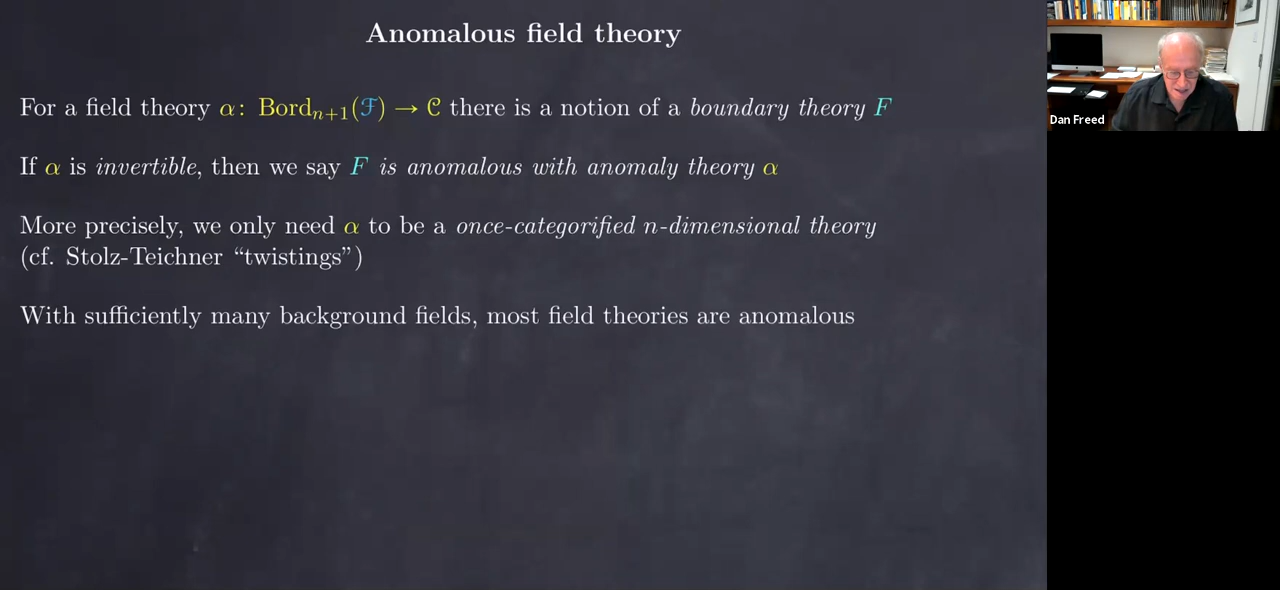 Anomalous field theory
For a field theory α: Bordₙ₊₁(ℱ) → 𝒞 there is a notion of a boundary theory F
If α is invertible, then we say F is anomalous with anomaly theory α
More precisely, we only need α to be a once-categorified n-dimensional theory
(cf. Stolz-Teichner “twistings”)
With sufficiently many background fields, most field theories are anomalous
Dan Freed